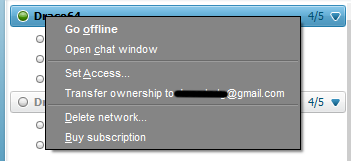 Draco64 4/5
Go offline
Open chat window
Set Access...
Transfer ownership to @gmail.com
4/5
Delete network...
Buy subscription